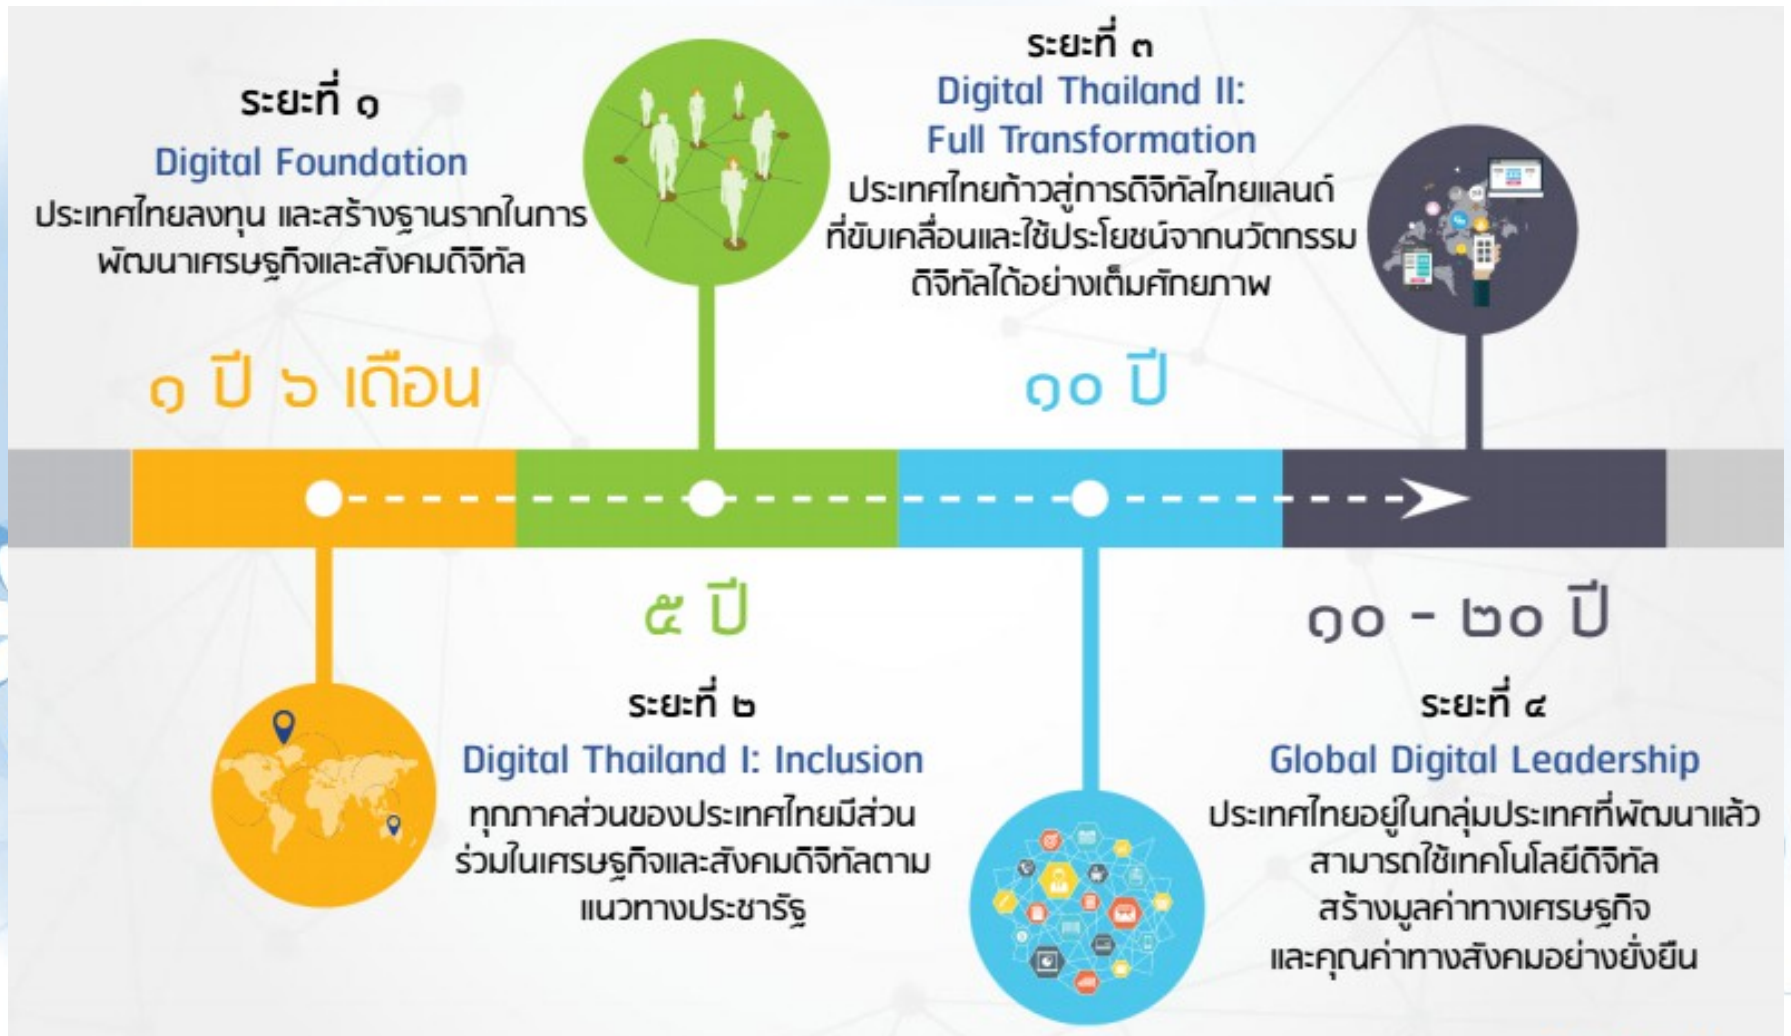 ระยะที่ ๑
Digital Foundation
ประเทศไทยลงทุน และสร้างฐานรากในการ
พัฒนาเศรษฐกิจและสังคมดิจิทัล
๑ ปี ๖ เดือน
๕ ปี
ระยะที่ ๒
Digital Thailand I: Inclusion
ทุกภาคส่วนของประเทศไทยมีส่วน
ร่วมในเศรษฐกิจและสังคมดิจิทัลตาม
แนวทางประชารัฐ
ระยะที่ ๓
Digital Thailand II:
Full Transformation
ประเทศไทยก้าวสู่การดิจิทัลไทยแลนด์
ที่ขับเคลื่อนและใช้ประโยชน์จากนวัตกรรม
ดิจิทัลได้อย่างเต็มศักยภาพ
๑๐ ปี
๑๐ - ๒๐ ปี
ระยะที่ ๔
Global Digital Leadership
ประเทศไทยอยู่ในกลุ่มประเทศที่พัฒนาแล้ว
สามารถใช้เทคโนโลยีดิจิทัล
สร้างมูลค่าทางเศรษฐกิจ
และคุณค่าทางสังคมอย่างยั่งยืน